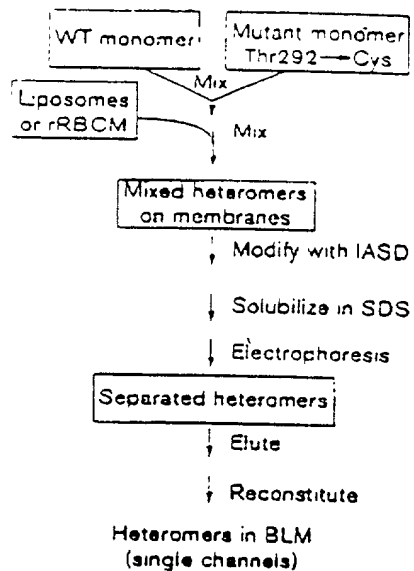 WT monomer
Mutant monomer
Thr292 → Cys
Mix
Liposomes
or rRBCM
Mix
Mixed heteromers
on membranes
Modify with IASD
Solubilize in SDS
Electrophoresis
Separated heteromers
Elute
Reconstitute
Heteromers in BLM
(single channels)